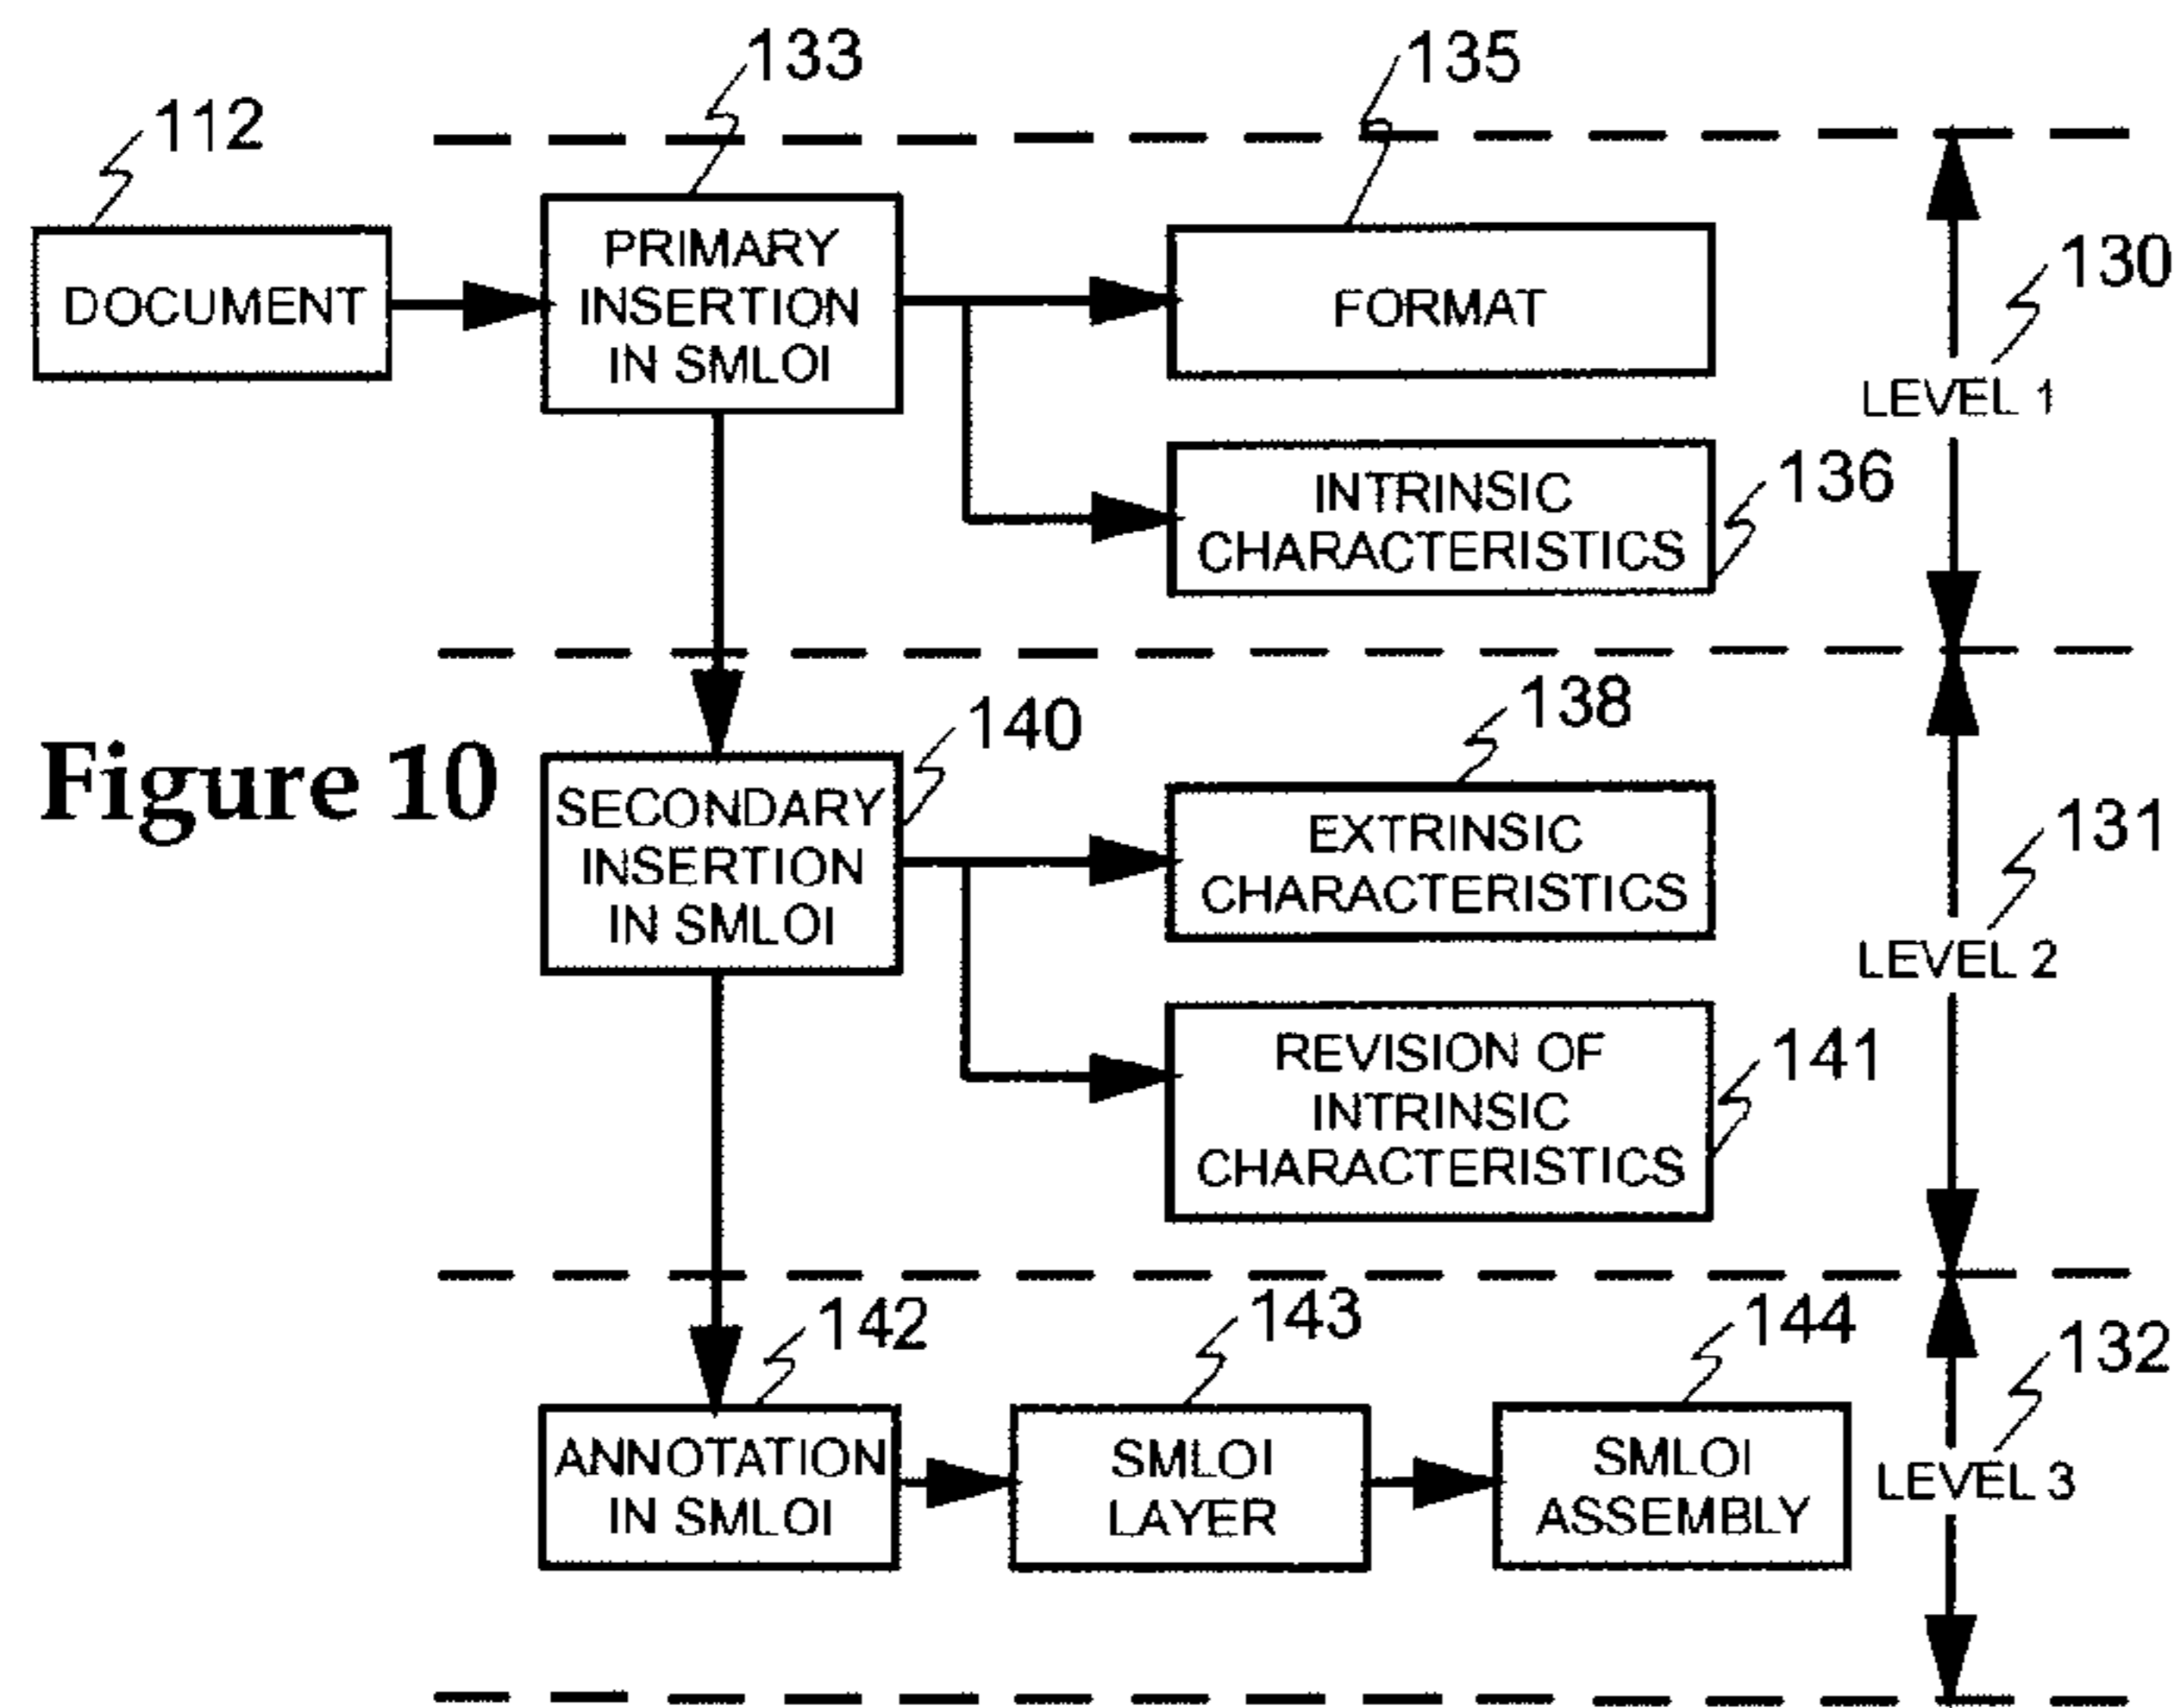 133
135
112
PRIMARY
INSERTION
IN SMLOI
DOCUMENT
FORMAT
130
LEVEL 1
INTRINSIC
CHARACTERISTICS
136
Figure 10
140
138
SECONDARY
INSERTION
IN SMLOI
EXTRINSIC
CHARACTERISTICS
131
LEVEL 2
REVISION OF
INTRINSIC
CHARACTERISTICS
141
142
143
144
132
ANNOTATION
IN SMLOI
SMLOI
LAYER
SMLOI
ASSEMBLY
LEVEL 3